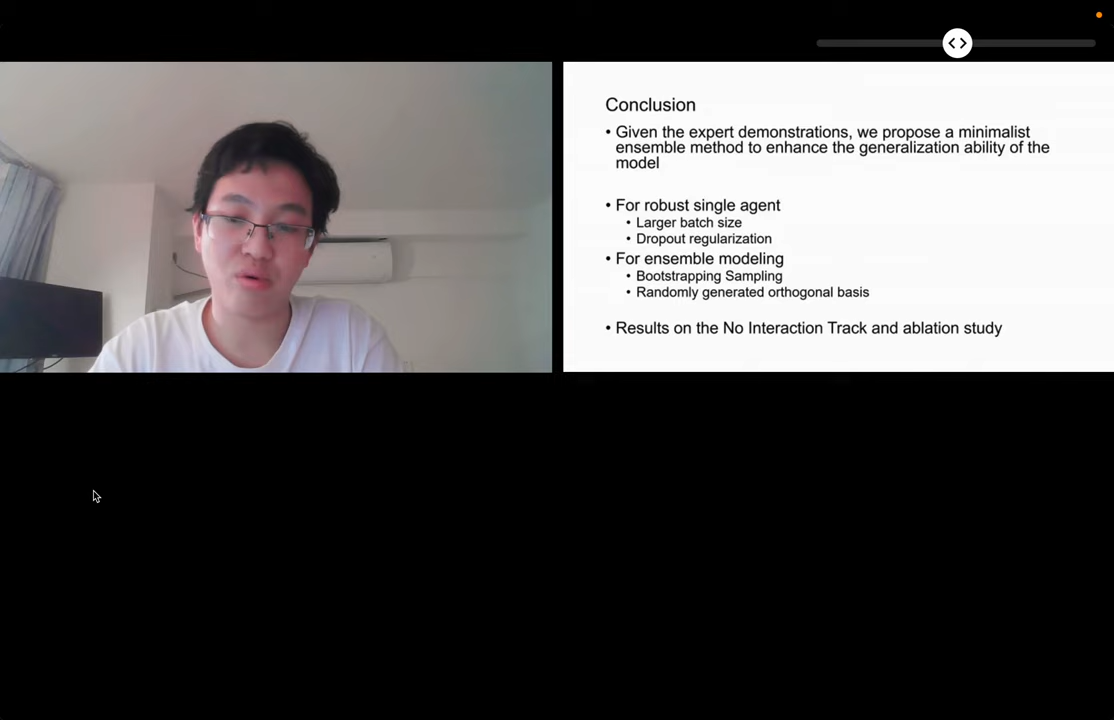 Conclusion
• Given the expert demonstrations, we propose a minimalist
ensemble method to enhance the generalization ability of the
model
• For robust single agent
• Larger batch size
• Dropout regularization
• For ensemble modeling
• Bootstrapping Sampling
• Randomly generated orthogonal basis
• Results on the No Interaction Track and ablation study